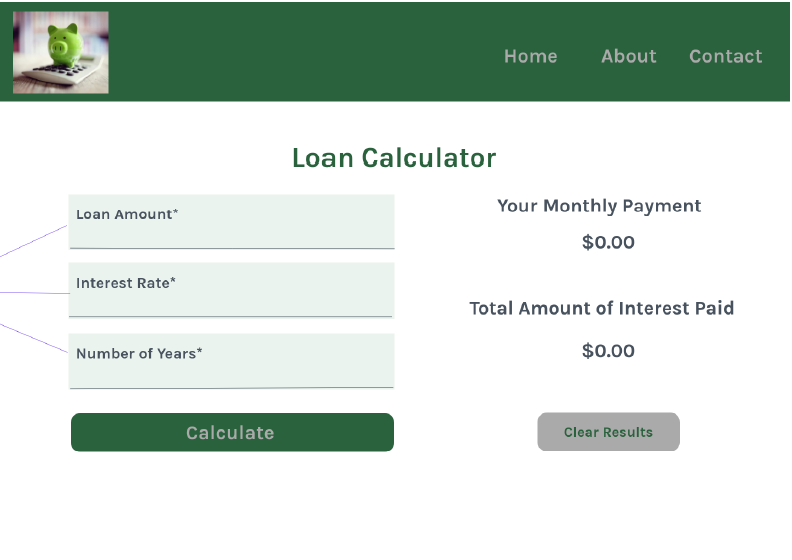 Home About Contact
Loan Calculator
Loan Amount*
Interest Rate*
Number of Years*
Calculate
Your Monthly Payment
$0.00
Total Amount of Interest Paid
$0.00
Clear Results